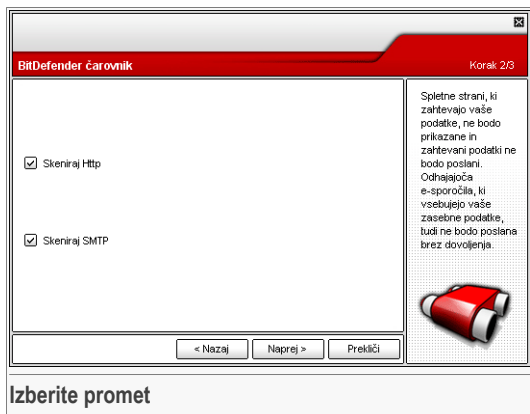 BitDefender čarovnik
Korak 2/3
Skeniraj Http
Skeniraj SMTP
Spletne strani, ki
zahtevajo vaše
podatke, ne bodo
prikazane in
zahtevani podatki ne
bodo poslani.
Odhajajoča
e-sporočila, ki
vsebujejo vaše
zasebne podatke,
tudi ne bodo poslana
brez dovoljenja.
< Nazaj
Naprej >
Prekliči
Izberite promet